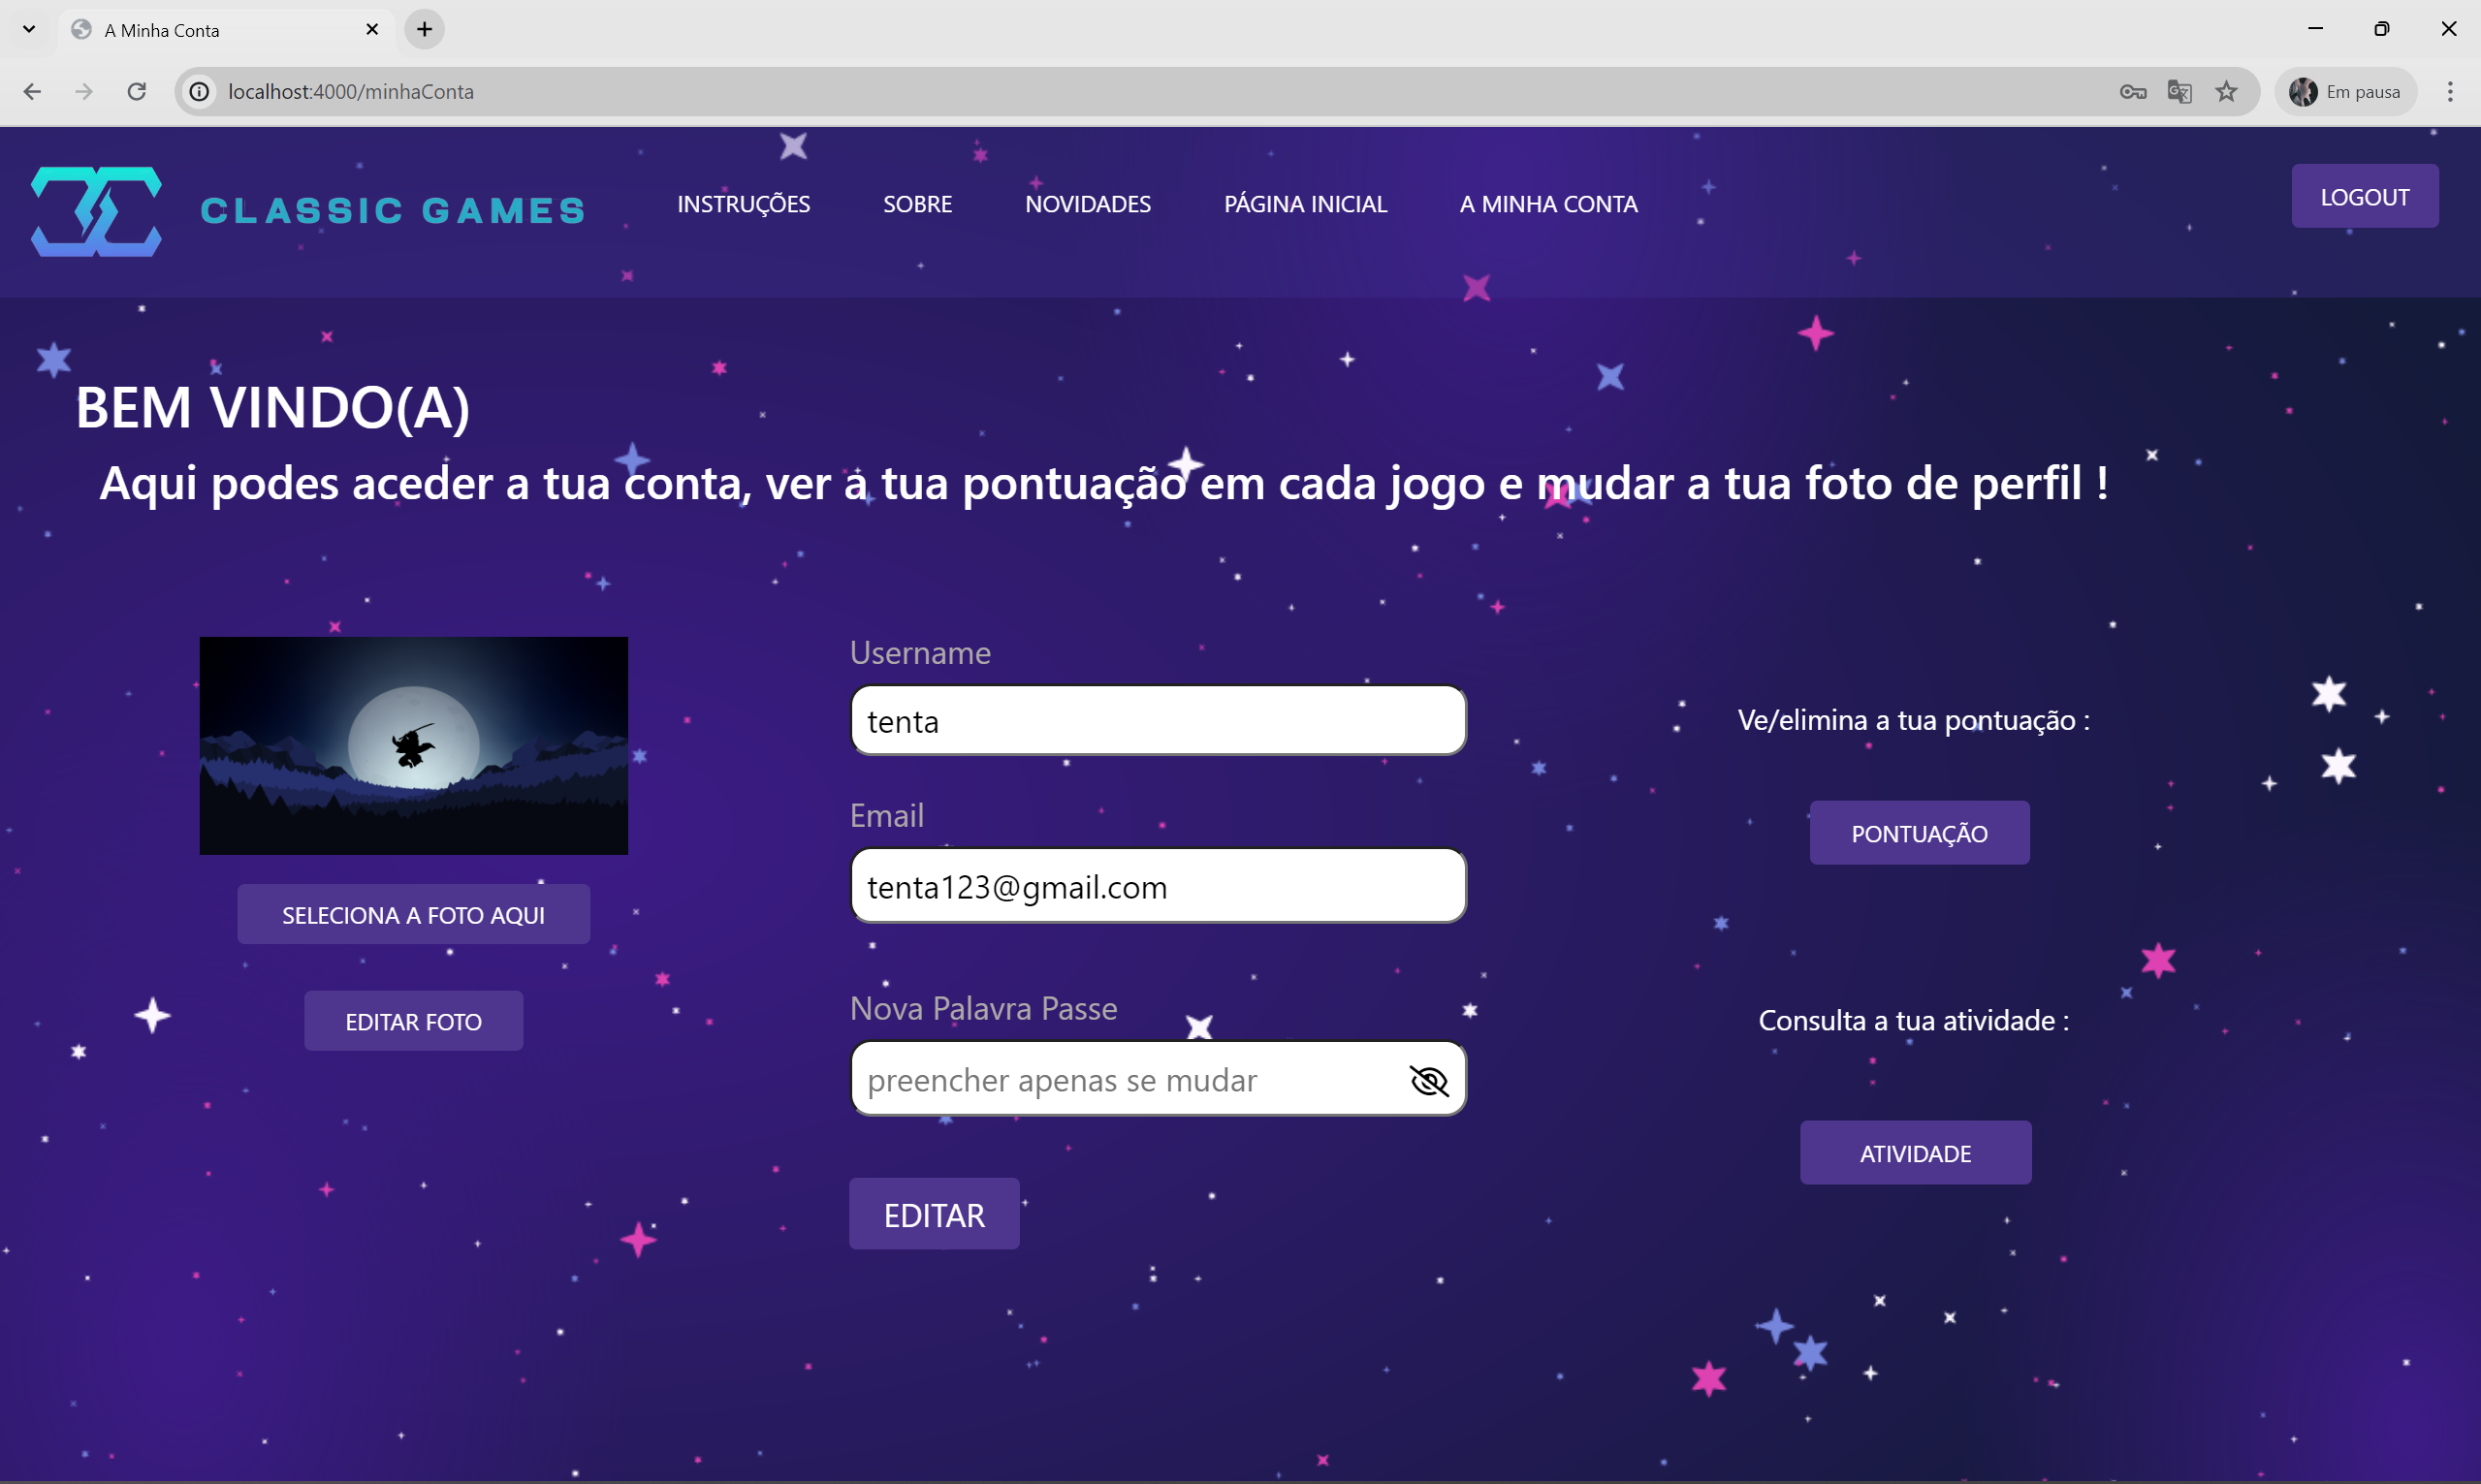 A Minha Conta
localhost:4000/minhaConta
Em pausa
CLASSIC GAMES
INSTRUÇÕES
SOBRE
NOVIDADES
PÁGINA INICIAL
A MINHA CONTA
LOGOUT
BEM VINDO(A)
Aqui podes aceder a tua conta, ver a tua pontuação em cada jogo e mudar a tua foto de perfil !
SELECIONA A FOTO AQUI
EDITAR FOTO
Username
tenta
Email
tenta123@gmail.com
Nova Palavra Passe
preencher apenas se mudar
EDITAR
Ve/elimina a tua pontuação :
PONTUAÇÃO
Consulta a tua atividade :
ATIVIDADE